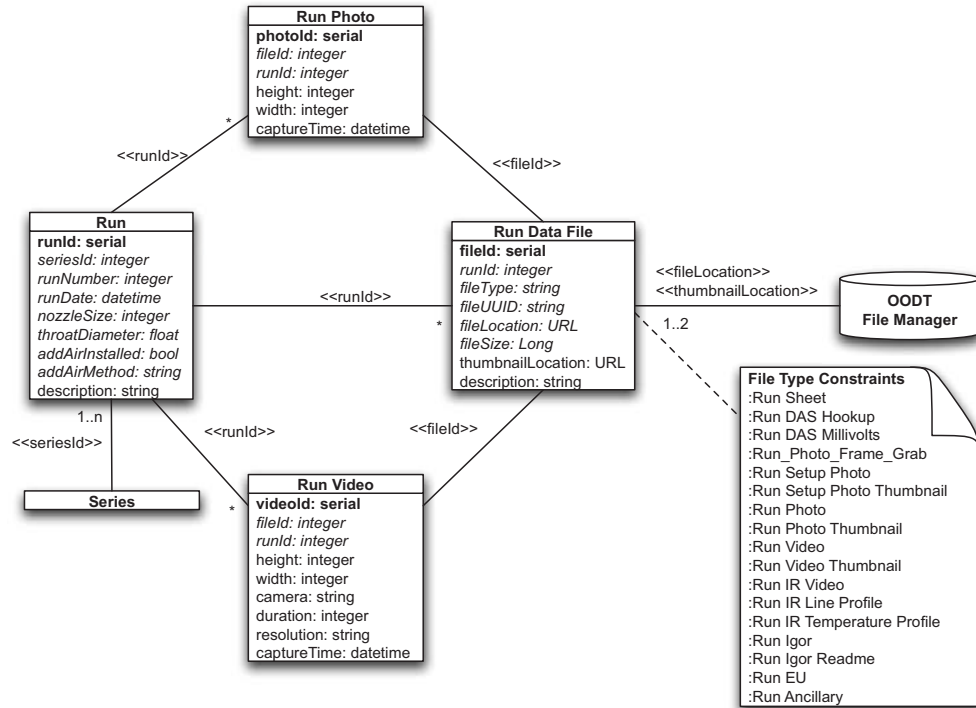 Run Photo
photoId: serial
fileId: integer
runId: integer
height: integer
width: integer
captureTime: datetime
*
<<runId>>
<<fileId>>
Run
runId: serial
seriesId: integer
runNumber: integer
runDate: datetime
nozzleSize: integer
throatDiameter: float
addAirInstalled: bool
addAirMethod: string
description: string
<<runId>>
*
Run Data File
fileId: serial
runId: integer
fileType: string
fileUUID: string
fileLocation: URL
fileSize: Long
thumbnailLocation: URL
description: string
<<fileLocation>>
<<thumbnailLocation>>
1..2
OODT
File Manager
1..n
<<seriesId>>
Series
<<runId>>
*
<<fileId>>
Run Video
videoId: serial
fileId: integer
runId: integer
height: integer
width: integer
camera: string
duration: integer
resolution: string
captureTime: datetime
File Type Constraints
:Run Sheet
:Run DAS Hookup
:Run DAS Millivolts
:Run_Photo_Frame_Grab
:Run Setup Photo
:Run Setup Photo Thumbnail
:Run Photo
:Run Photo Thumbnail
:Run Video
:Run Video Thumbnail
:Run IR Video
:Run IR Line Profile
:Run IR Temperature Profile
:Run Igor
:Run Igor Readme
:Run EU
:Run Ancillary